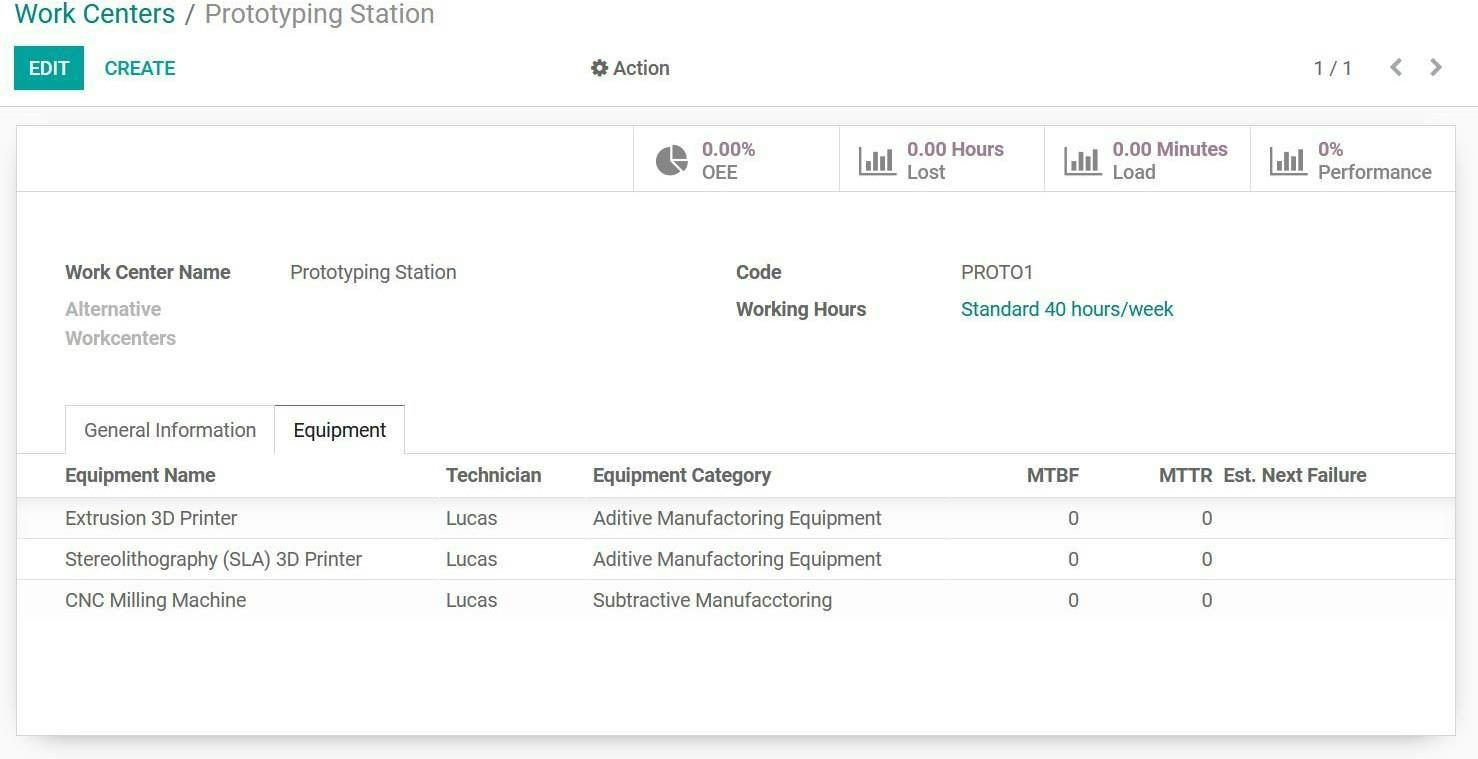 Work Centers / Prototyping Station
EDIT CREATE Action 1 / 1
0.00% 0.00 Hours 0.00 Minutes 0%
OEE Lost Load Performance
Work Center Name Prototyping Station Code PROTO1
Alternative Working Hours Standard 40 hours/week
Workcenters
General Information Equipment
Equipment Name Technician Equipment Category MTBF MTTR Est. Next Failure
Extrusion 3D Printer Lucas Aditive Manufactoring Equipment 0 0
Stereolithography (SLA) 3D Printer Lucas Aditive Manufactoring Equipment 0 0
CNC Milling Machine Lucas Subtractive Manufacctoring 0 0